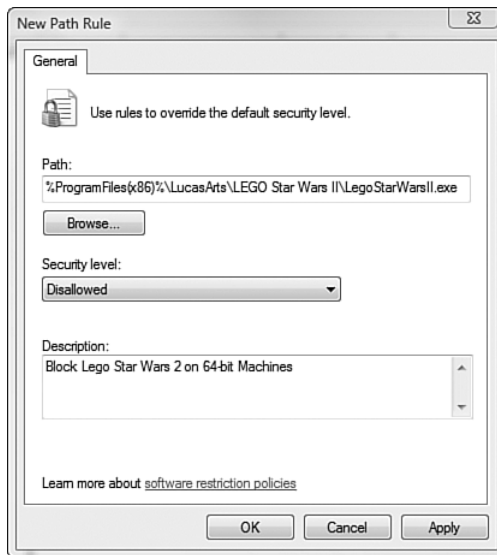 New Path Rule
General
Use rules to override the default security level.
Path:
%ProgramFiles(x86)%\LucasArts\LEGO Star Wars II\LegoStarWarsII.exe
Browse...
Security level:
Disallowed
Description:
Block Lego Star Wars 2 on 64-bit Machines
Learn more about software restriction policies
OK Cancel Apply